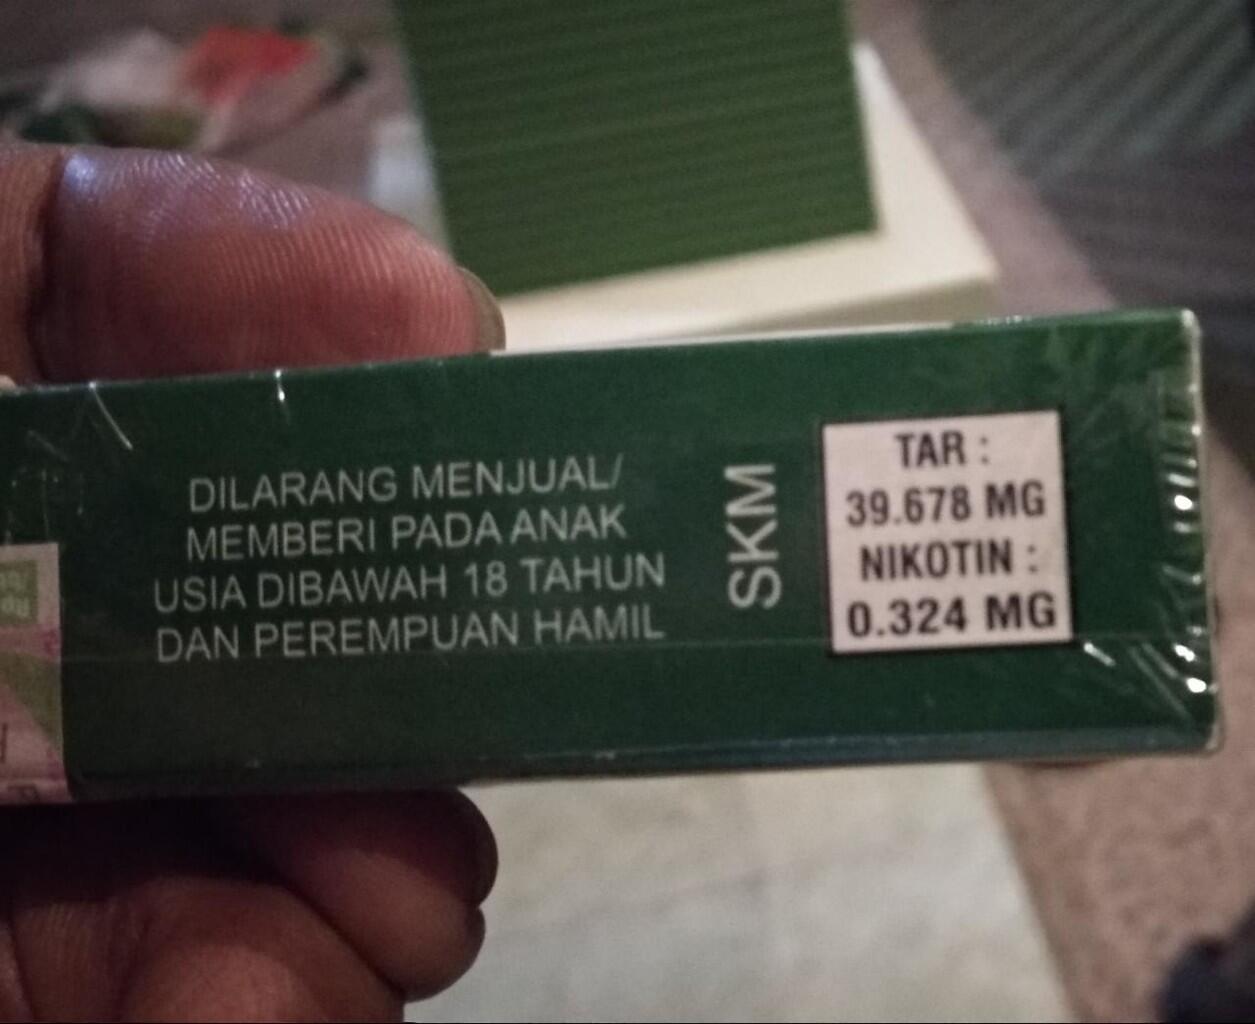 DILARANG MENJUAL/
MEMBERI PADA ANAK
USIA DIBAWAH 18 TAHUN
DAN PEREMPUAN HAMIL
SKM
TAR :
39.678 MG
NIKOTIN :
0.324 MG